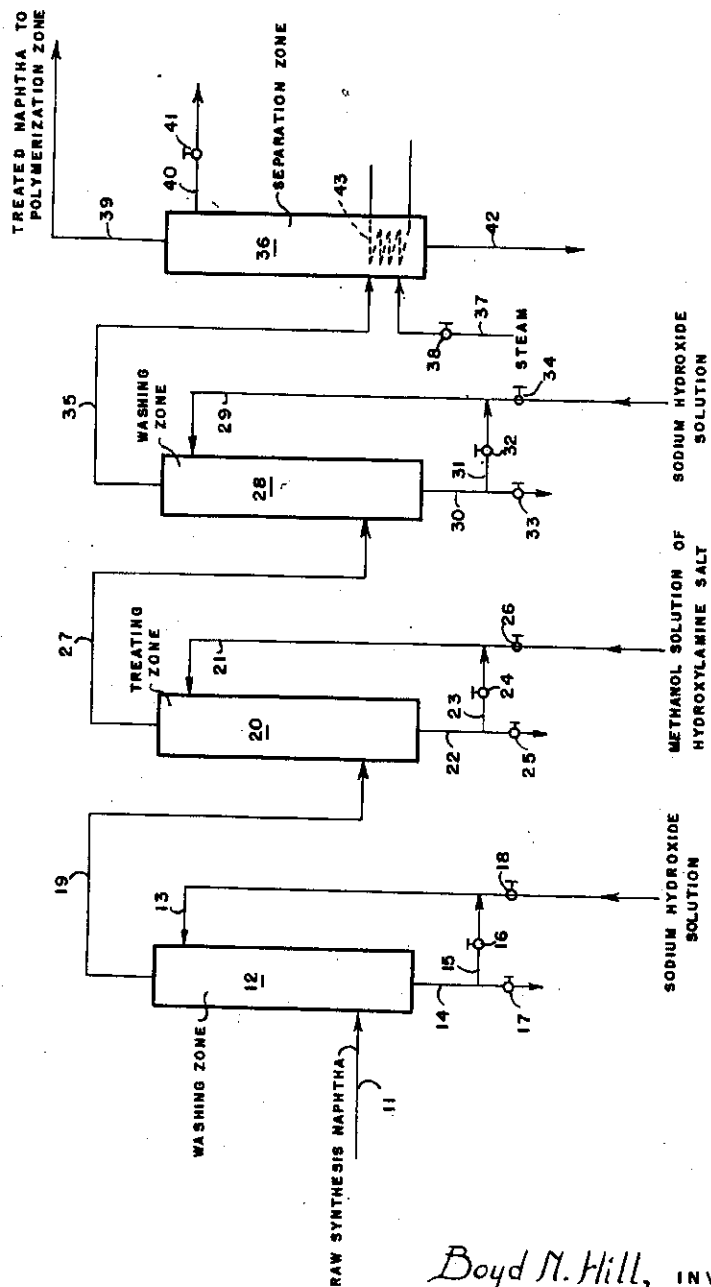 TREATED NAPHTHA TO
POLYMERIZATION ZONE
39
41
40
SEPARATION ZONE
36
43
42
35
38
37
STEAM
WASHING
ZONE
29
28
34
32
31
30
33
SODIUM HYDROXIDE
SOLUTION
27
TREATING
ZONE
21
20
26
24
23
22
25
METHANOL SOLUTION OF
HYDROXYLAMINE SALT
19
13
12
18
16
15
14
17
SODIUM HYDROXIDE
SOLUTION
WASHING ZONE
RAW SYNTHESIS NAPHTHA
11
Boyd N. Hill,